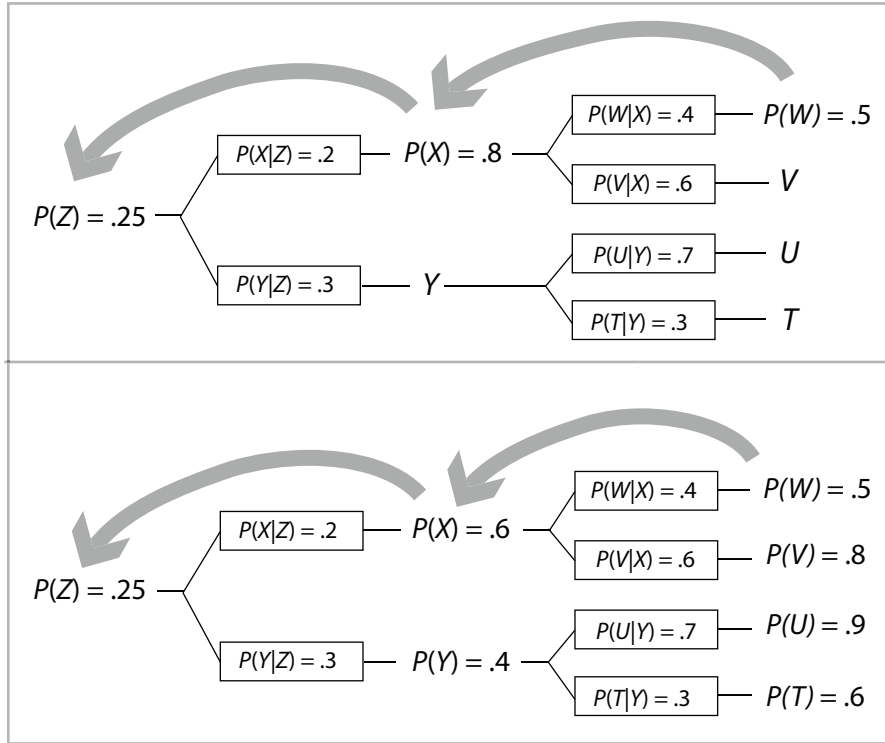 P(W|X) = .4 P(W) = .5
P(X|Z) = .2 P(X) = .8
P(V|X) = .6 V
P(Z) = .25
P(U|Y) = .7 U
P(Y|Z) = .3 Y
P(T|Y) = .3 T
P(W|X) = .4 P(W) = .5
P(X|Z) = .2 P(X) = .6
P(V|X) = .6 P(V) = .8
P(Z) = .25
P(U|Y) = .7 P(U) = .9
P(Y|Z) = .3 P(Y) = .4
P(T|Y) = .3 P(T) = .6